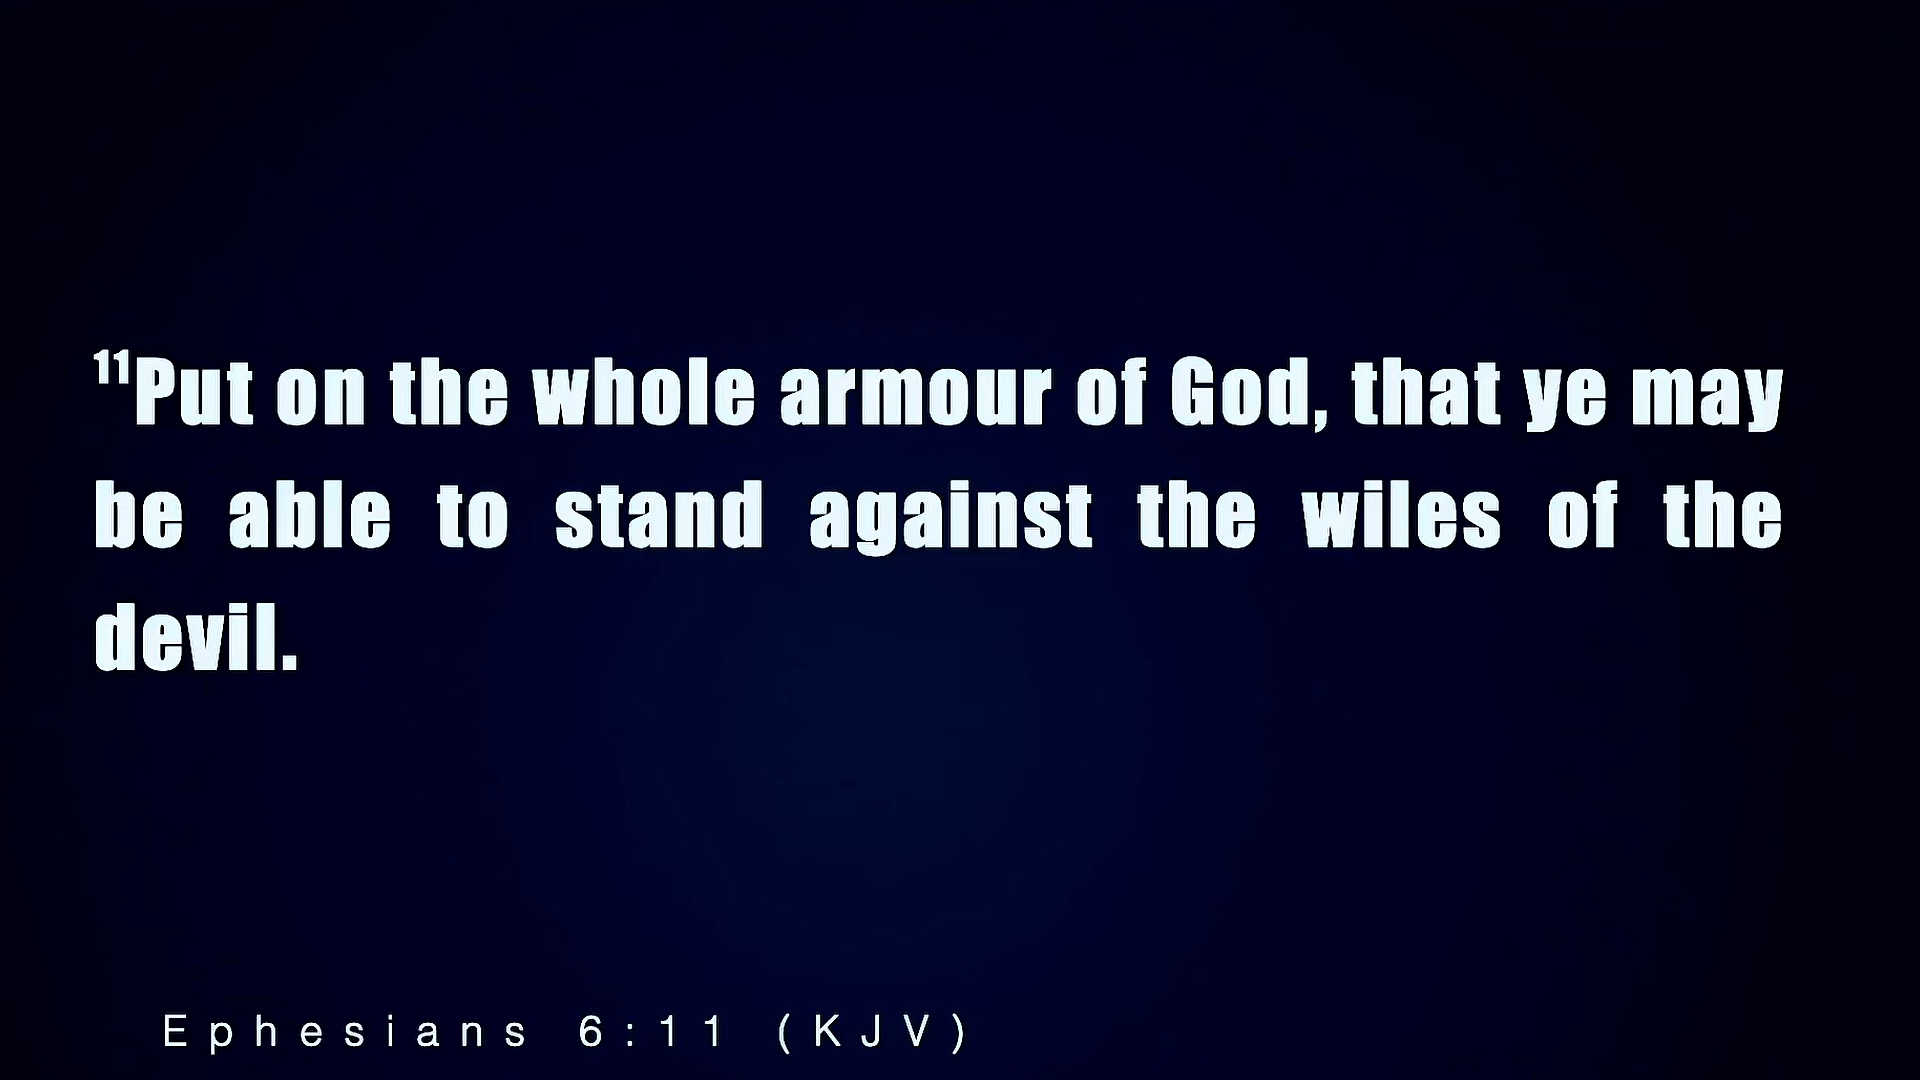 ¹¹Put on the whole armour of God, that ye may
be able to stand against the wiles of the
devil.
Ephesians 6:11 (KJV)